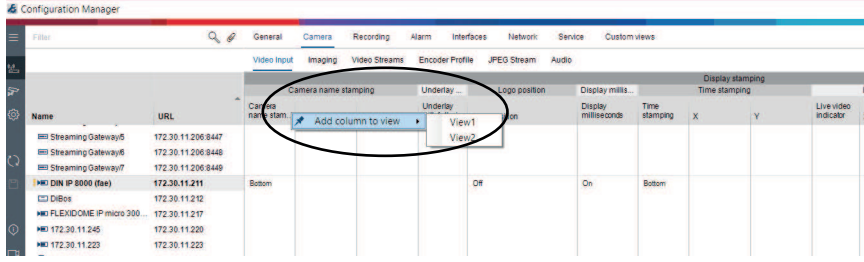 Configuration Manager
Filter
General Camera Recording Alarm Interfaces Network Service Custom views
Video Input Imaging Video Streams Encoder Profile JPEG Stream Audio
Display stamping
Camera name stamping Underlay ... Logo position Display millis... Time stamping
Name URL Camera name stam... Underlay Display milliseconds Time stamping X Y Live video indicator
Add column to view View1
View2
Streaming Gateway/5 172.30.11.206:8447
Streaming Gateway/6 172.30.11.206:8448
Streaming Gateway/7 172.30.11.206:8449
DIN IP 8000 (fae) 172.30.11.211 Bottom Off On Bottom
DiBos 172.30.11.212
FLEXIDOME IP micro 300... 172.30.11.217
172.30.11.245 172.30.11.220
172.30.11.223 172.30.11.223